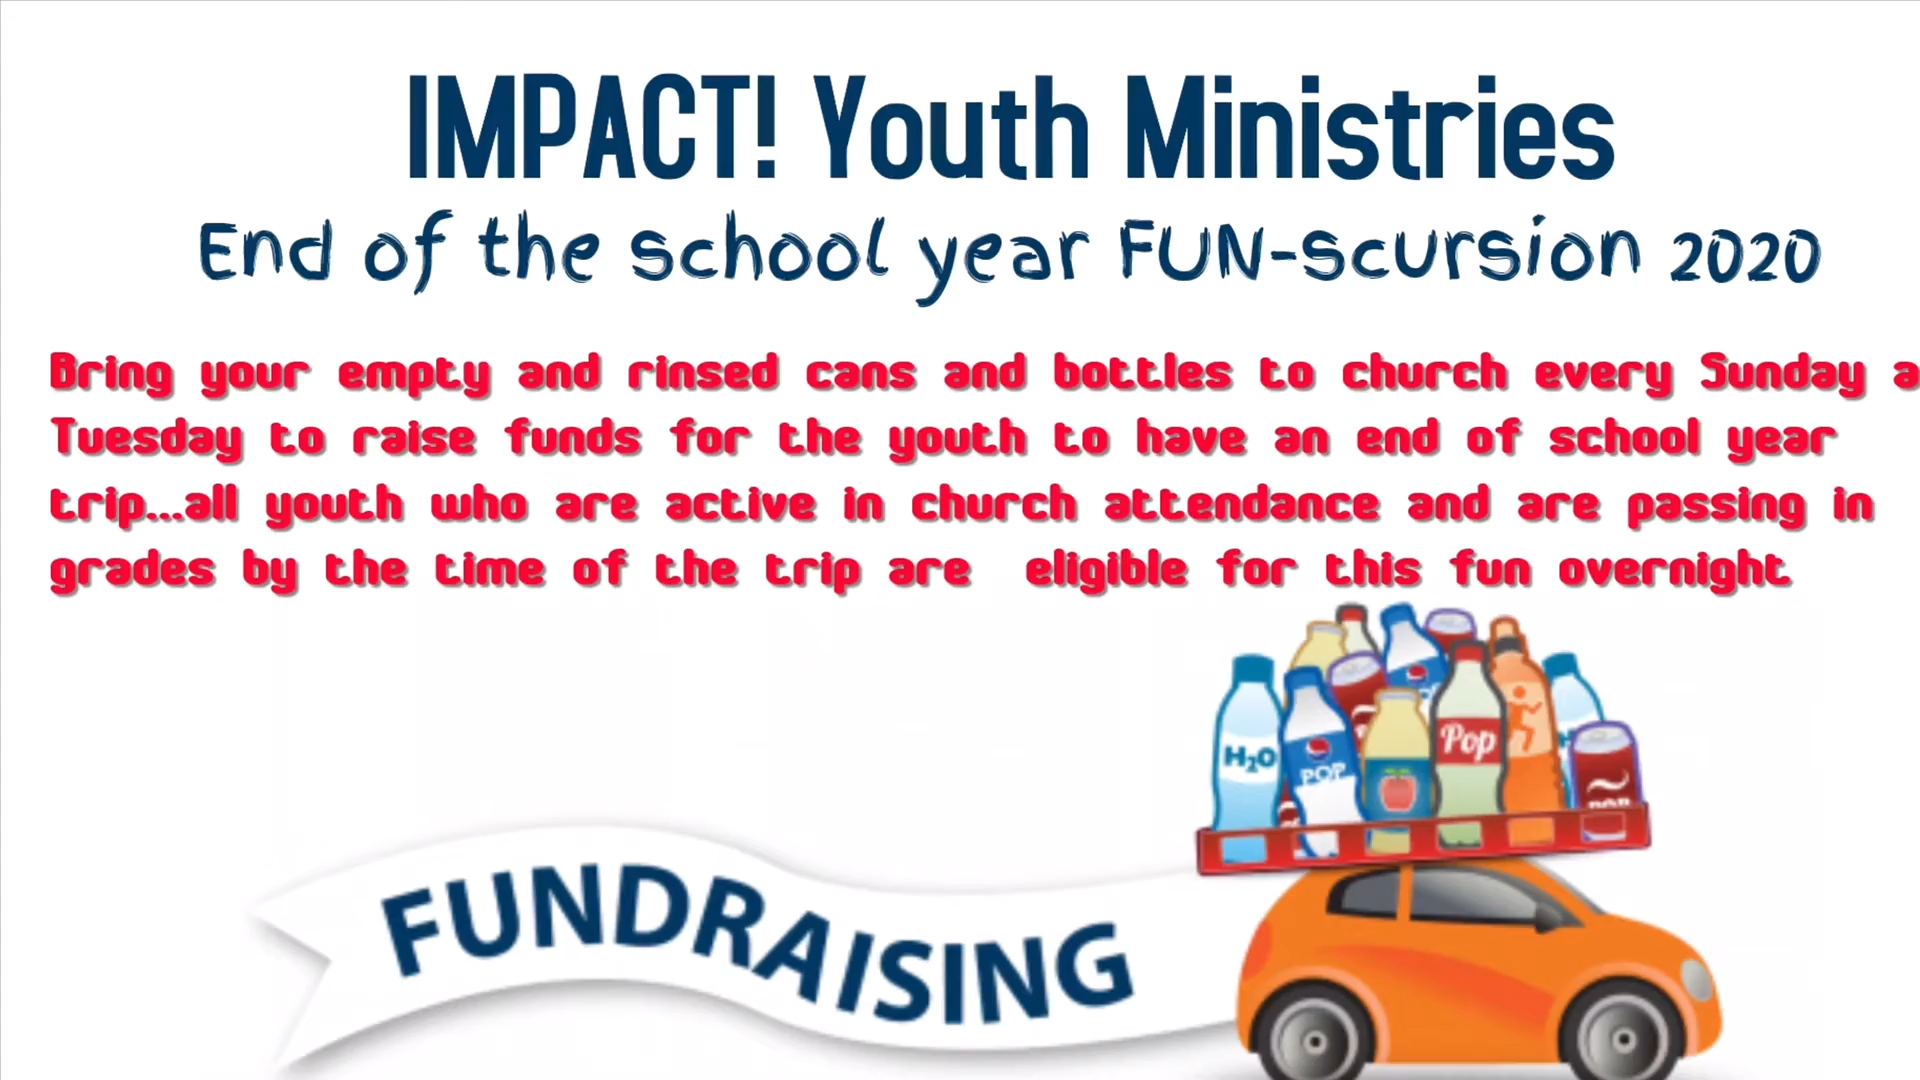 IMPACT! Youth Ministries
End of the school year FUN-scursion 2020
Bring your empty and rinsed cans and bottles to church every Sunday a
Tuesday to raise funds for the youth to have an end of school year
trip...all youth who are active in church attendance and are passing in
grades by the time of the trip are eligible for this fun overnight
H₂O
POP
Pop
POP
FUNDRAISING